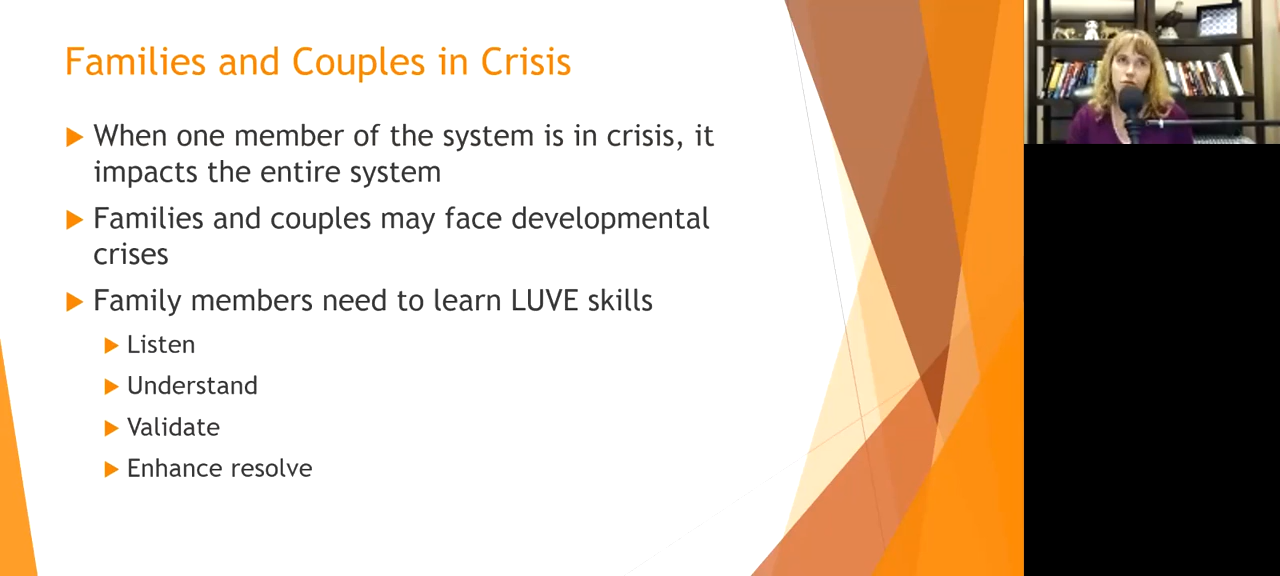 Families and Couples in Crisis
When one member of the system is in crisis, it
impacts the entire system
Families and couples may face developmental
crises
Family members need to learn LUVE skills
Listen
Understand
Validate
Enhance resolve